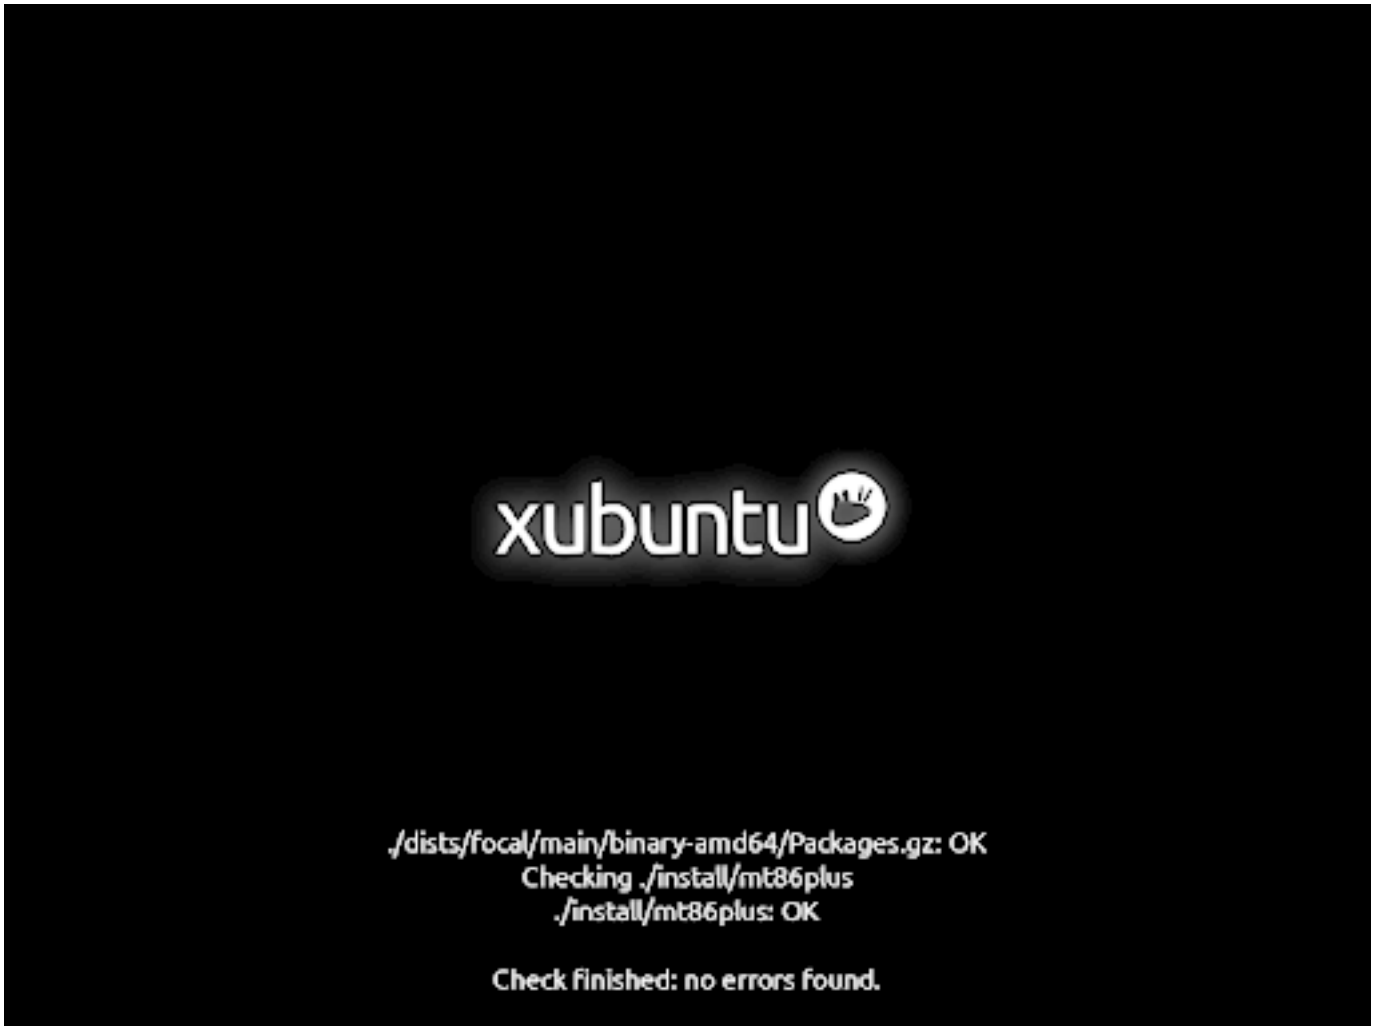 xubuntu
./dists/focal/main/binary-amd64/Packages.gz: OK
Checking ./install/mt86plus
./install/mt86plus: OK
Check finished: no errors found.